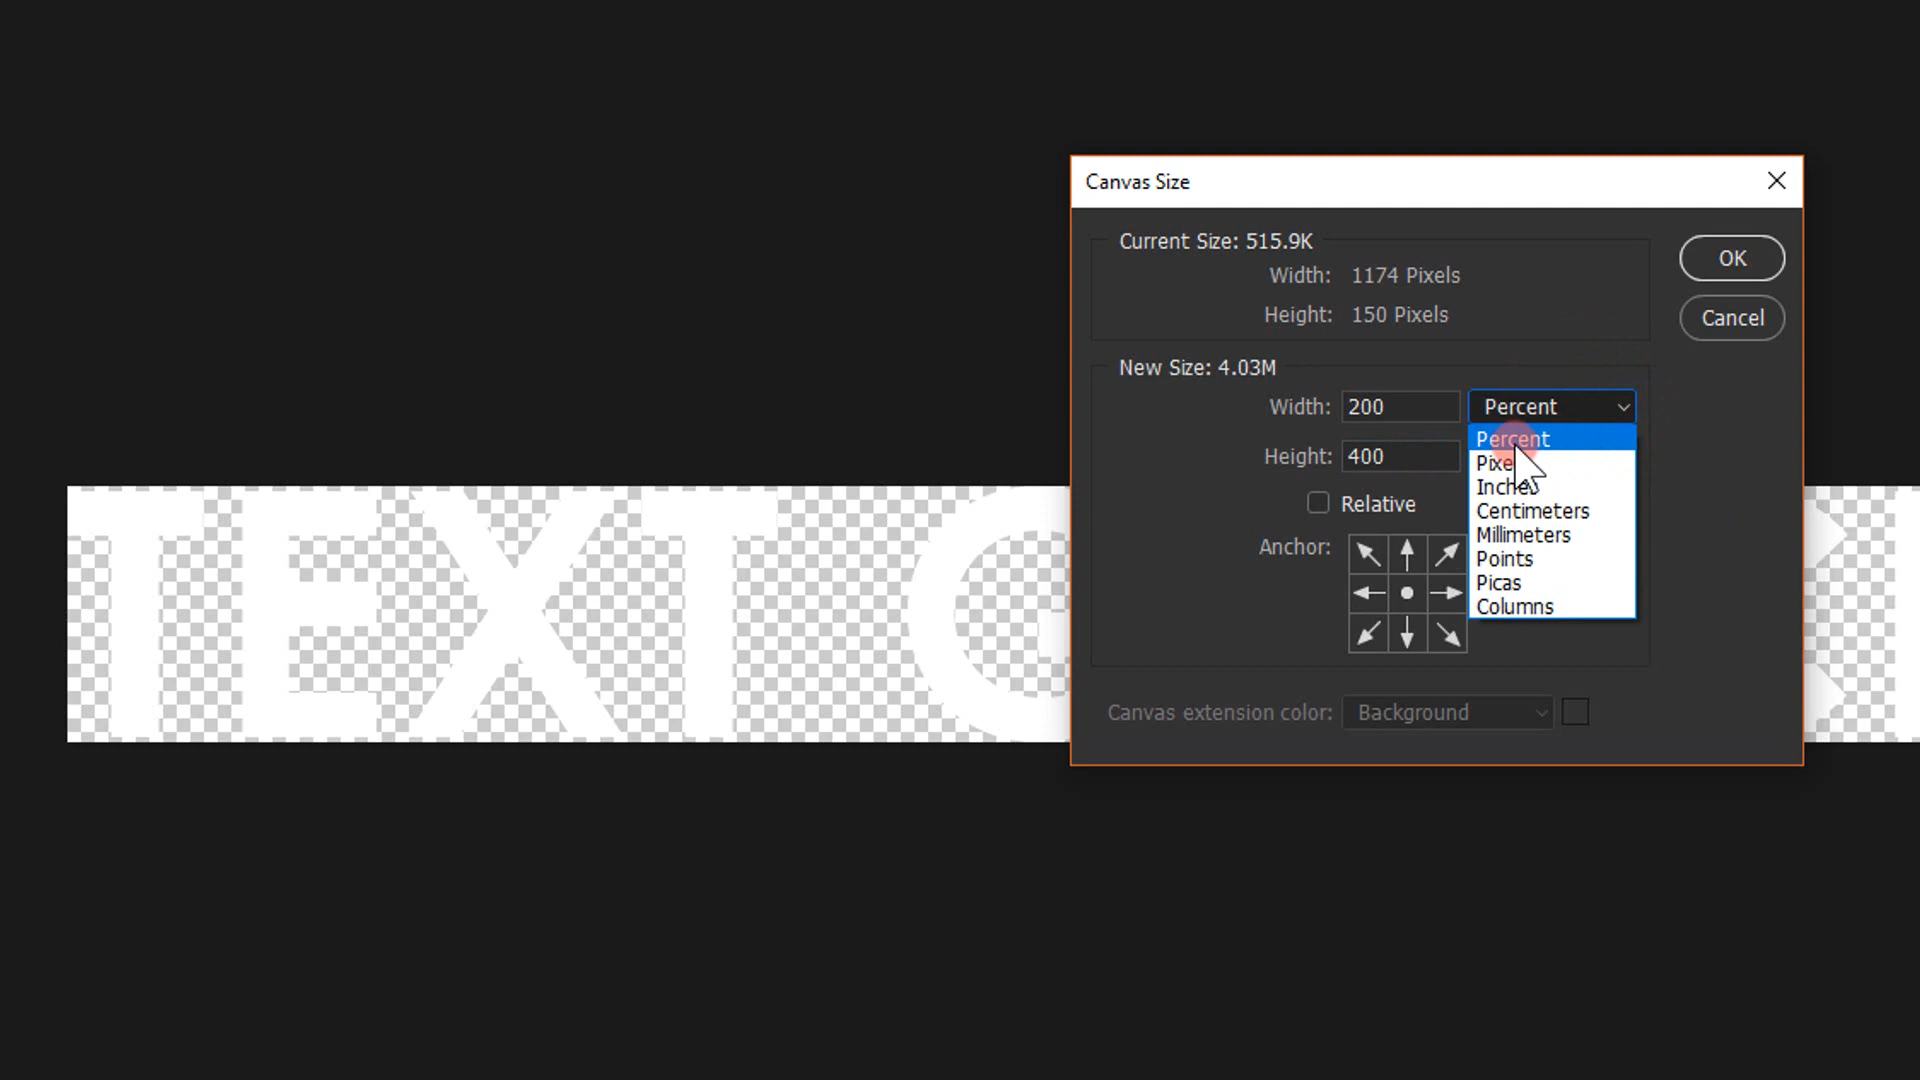 Canvas Size
Current Size: 515.9K
Width: 1174 Pixels
Height: 150 Pixels
OK
Cancel
New Size: 4.03M
Width: 200 Percent
Height: 400
Relative
Anchor:
Percent
Inches
Centimeters
Millimeters
Points
Picas
Columns
Canvas extension color: Background
TEXT